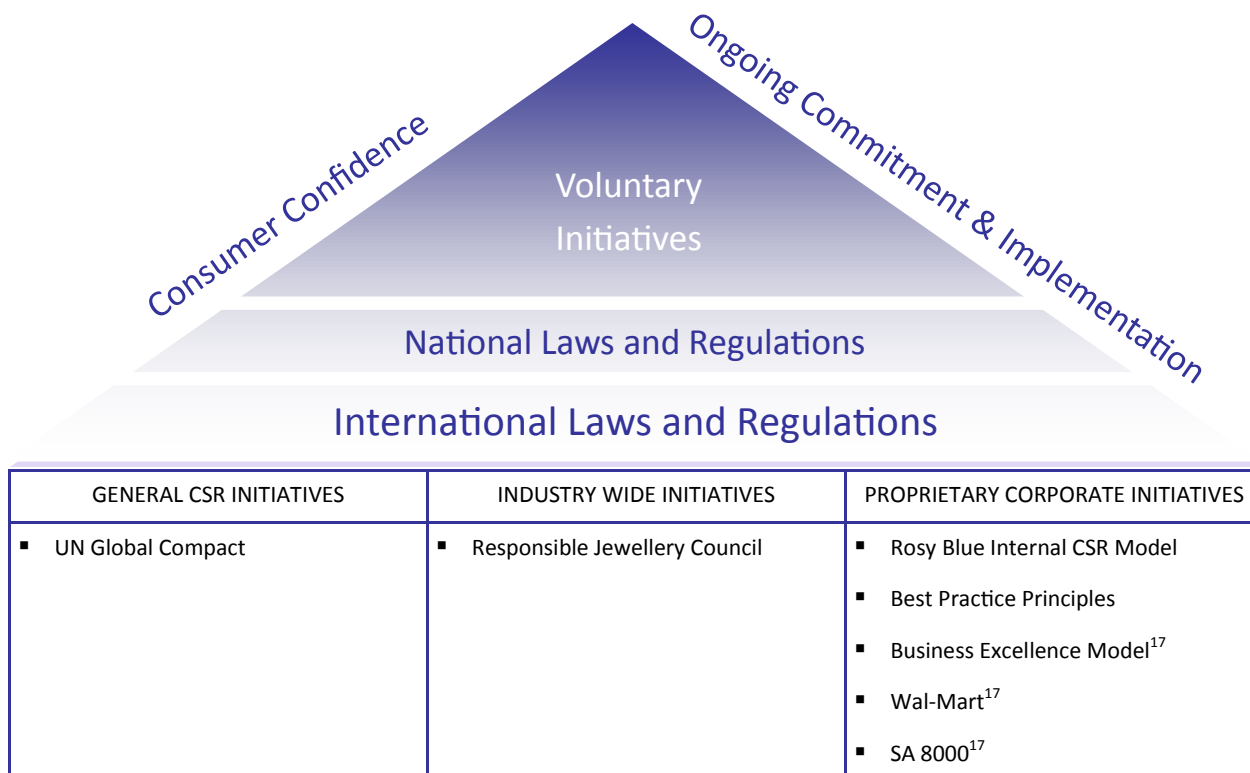 Consumer Confidence
Ongoing Commitment & Implementation
Voluntary
Initiatives
National Laws and Regulations
International Laws and Regulations
GENERAL CSR INITIATIVES
INDUSTRY WIDE INITIATIVES
PROPRIETARY CORPORATE INITIATIVES
▪ UN Global Compact
▪ Responsible Jewellery Council
▪ Rosy Blue Internal CSR Model
▪ Best Practice Principles
▪ Business Excellence Model17
▪ Wal-Mart17
▪ SA 800017